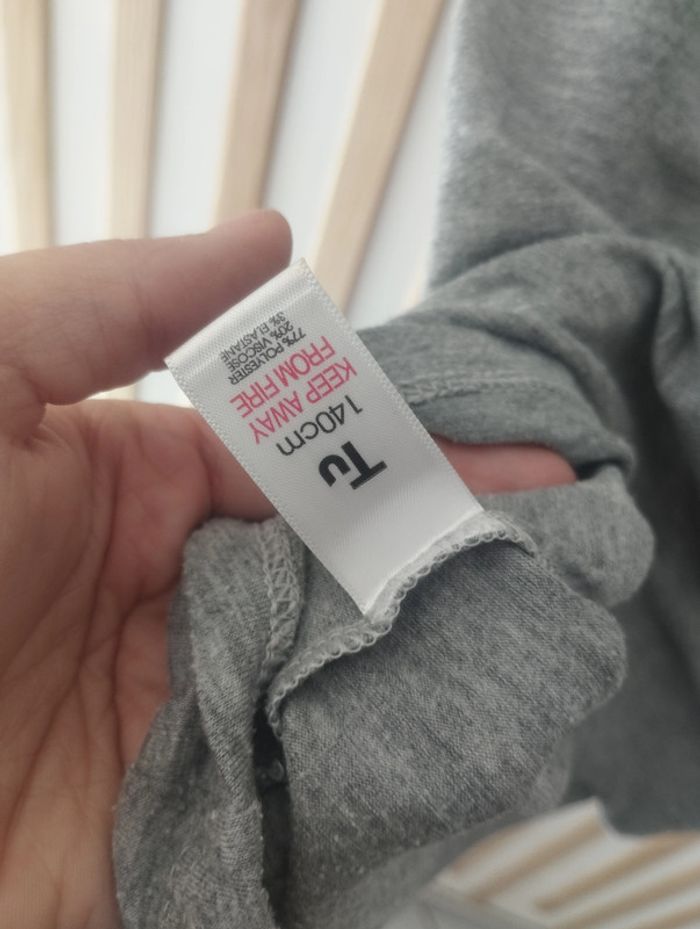 Tu
140cm
KEEP AWAY
FROM FIRE
77% POLYESTER
20% VISCOSE
3% ELASTANE